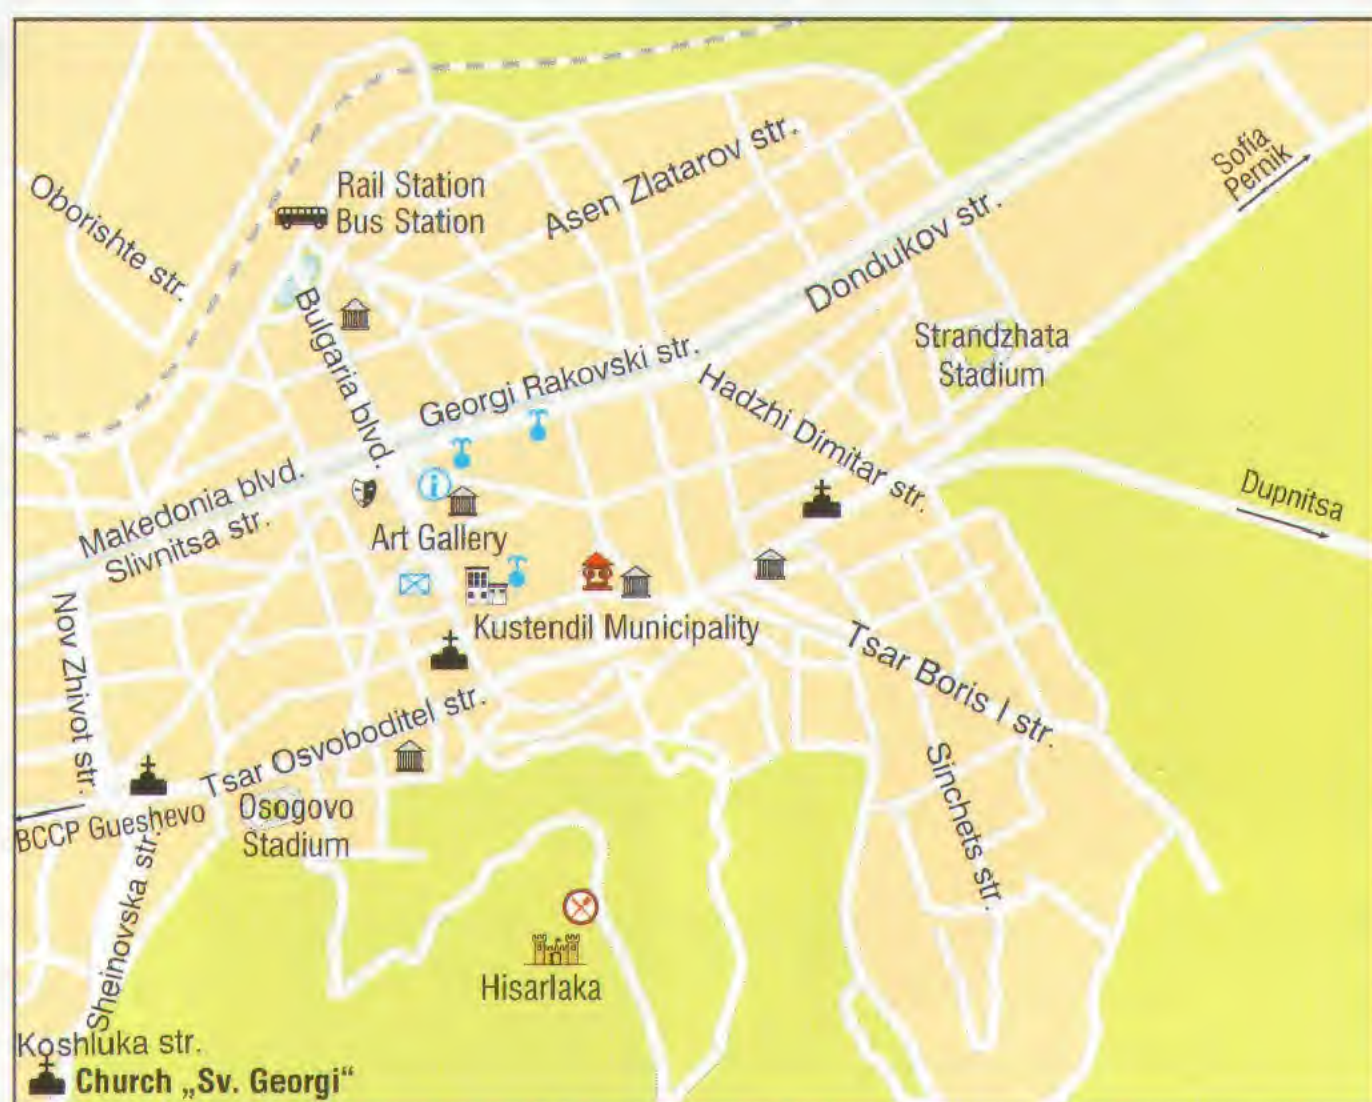 Sofia
Pernik
Asen Zlatarov str.
Rail Station
Bus Station
Oborishte str.
Dondukov str.
Bulgaria blvd.
Strandzhata
Stadium
Georgi Rakovski str.
Hadzhi Dimitar str.
Makedonia blvd.
Slivnitsa str.
i
Dupnitsa
Art Gallery
Nov Zhivot str.
Kustendil Municipality
Tsar Boris I str.
Tsar Osvoboditel str.
Sinchets str.
BCCP Gueshevo
Osogovo
Stadium
Sheinovska str.
Hisarlaka
Koshluka str.
Church „Sv. Georgi“